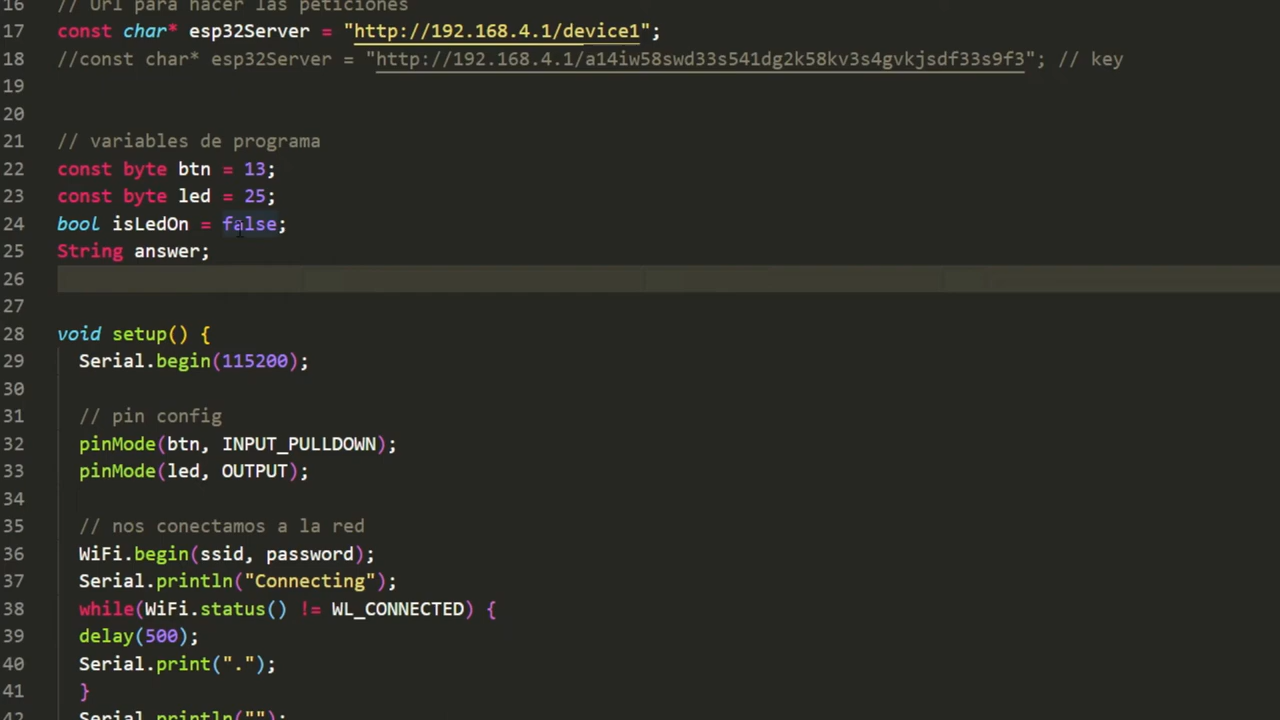 16 // Url para hacer las peticiones
17 const char* esp32Server = "http://192.168.4.1/device1";
18 //const char* esp32Server = "http://192.168.4.1/a14iw58swd33s541dg2k58kv3s4gvkjsdf33s9f3"; // key
19
20
21 // variables de programa
22 const byte btn = 13;
23 const byte led = 25;
24 bool isLedOn = false;
25 String answer;
26
27
28 void setup() {
29 Serial.begin(115200);
30
31 // pin config
32 pinMode(btn, INPUT_PULLDOWN);
33 pinMode(led, OUTPUT);
34
35 // nos conectamos a la red
36 WiFi.begin(ssid, password);
37 Serial.println("Connecting");
38 while(WiFi.status() != WL_CONNECTED) {
39 delay(500);
40 Serial.print(".");
41 }
42 Serial.println("");